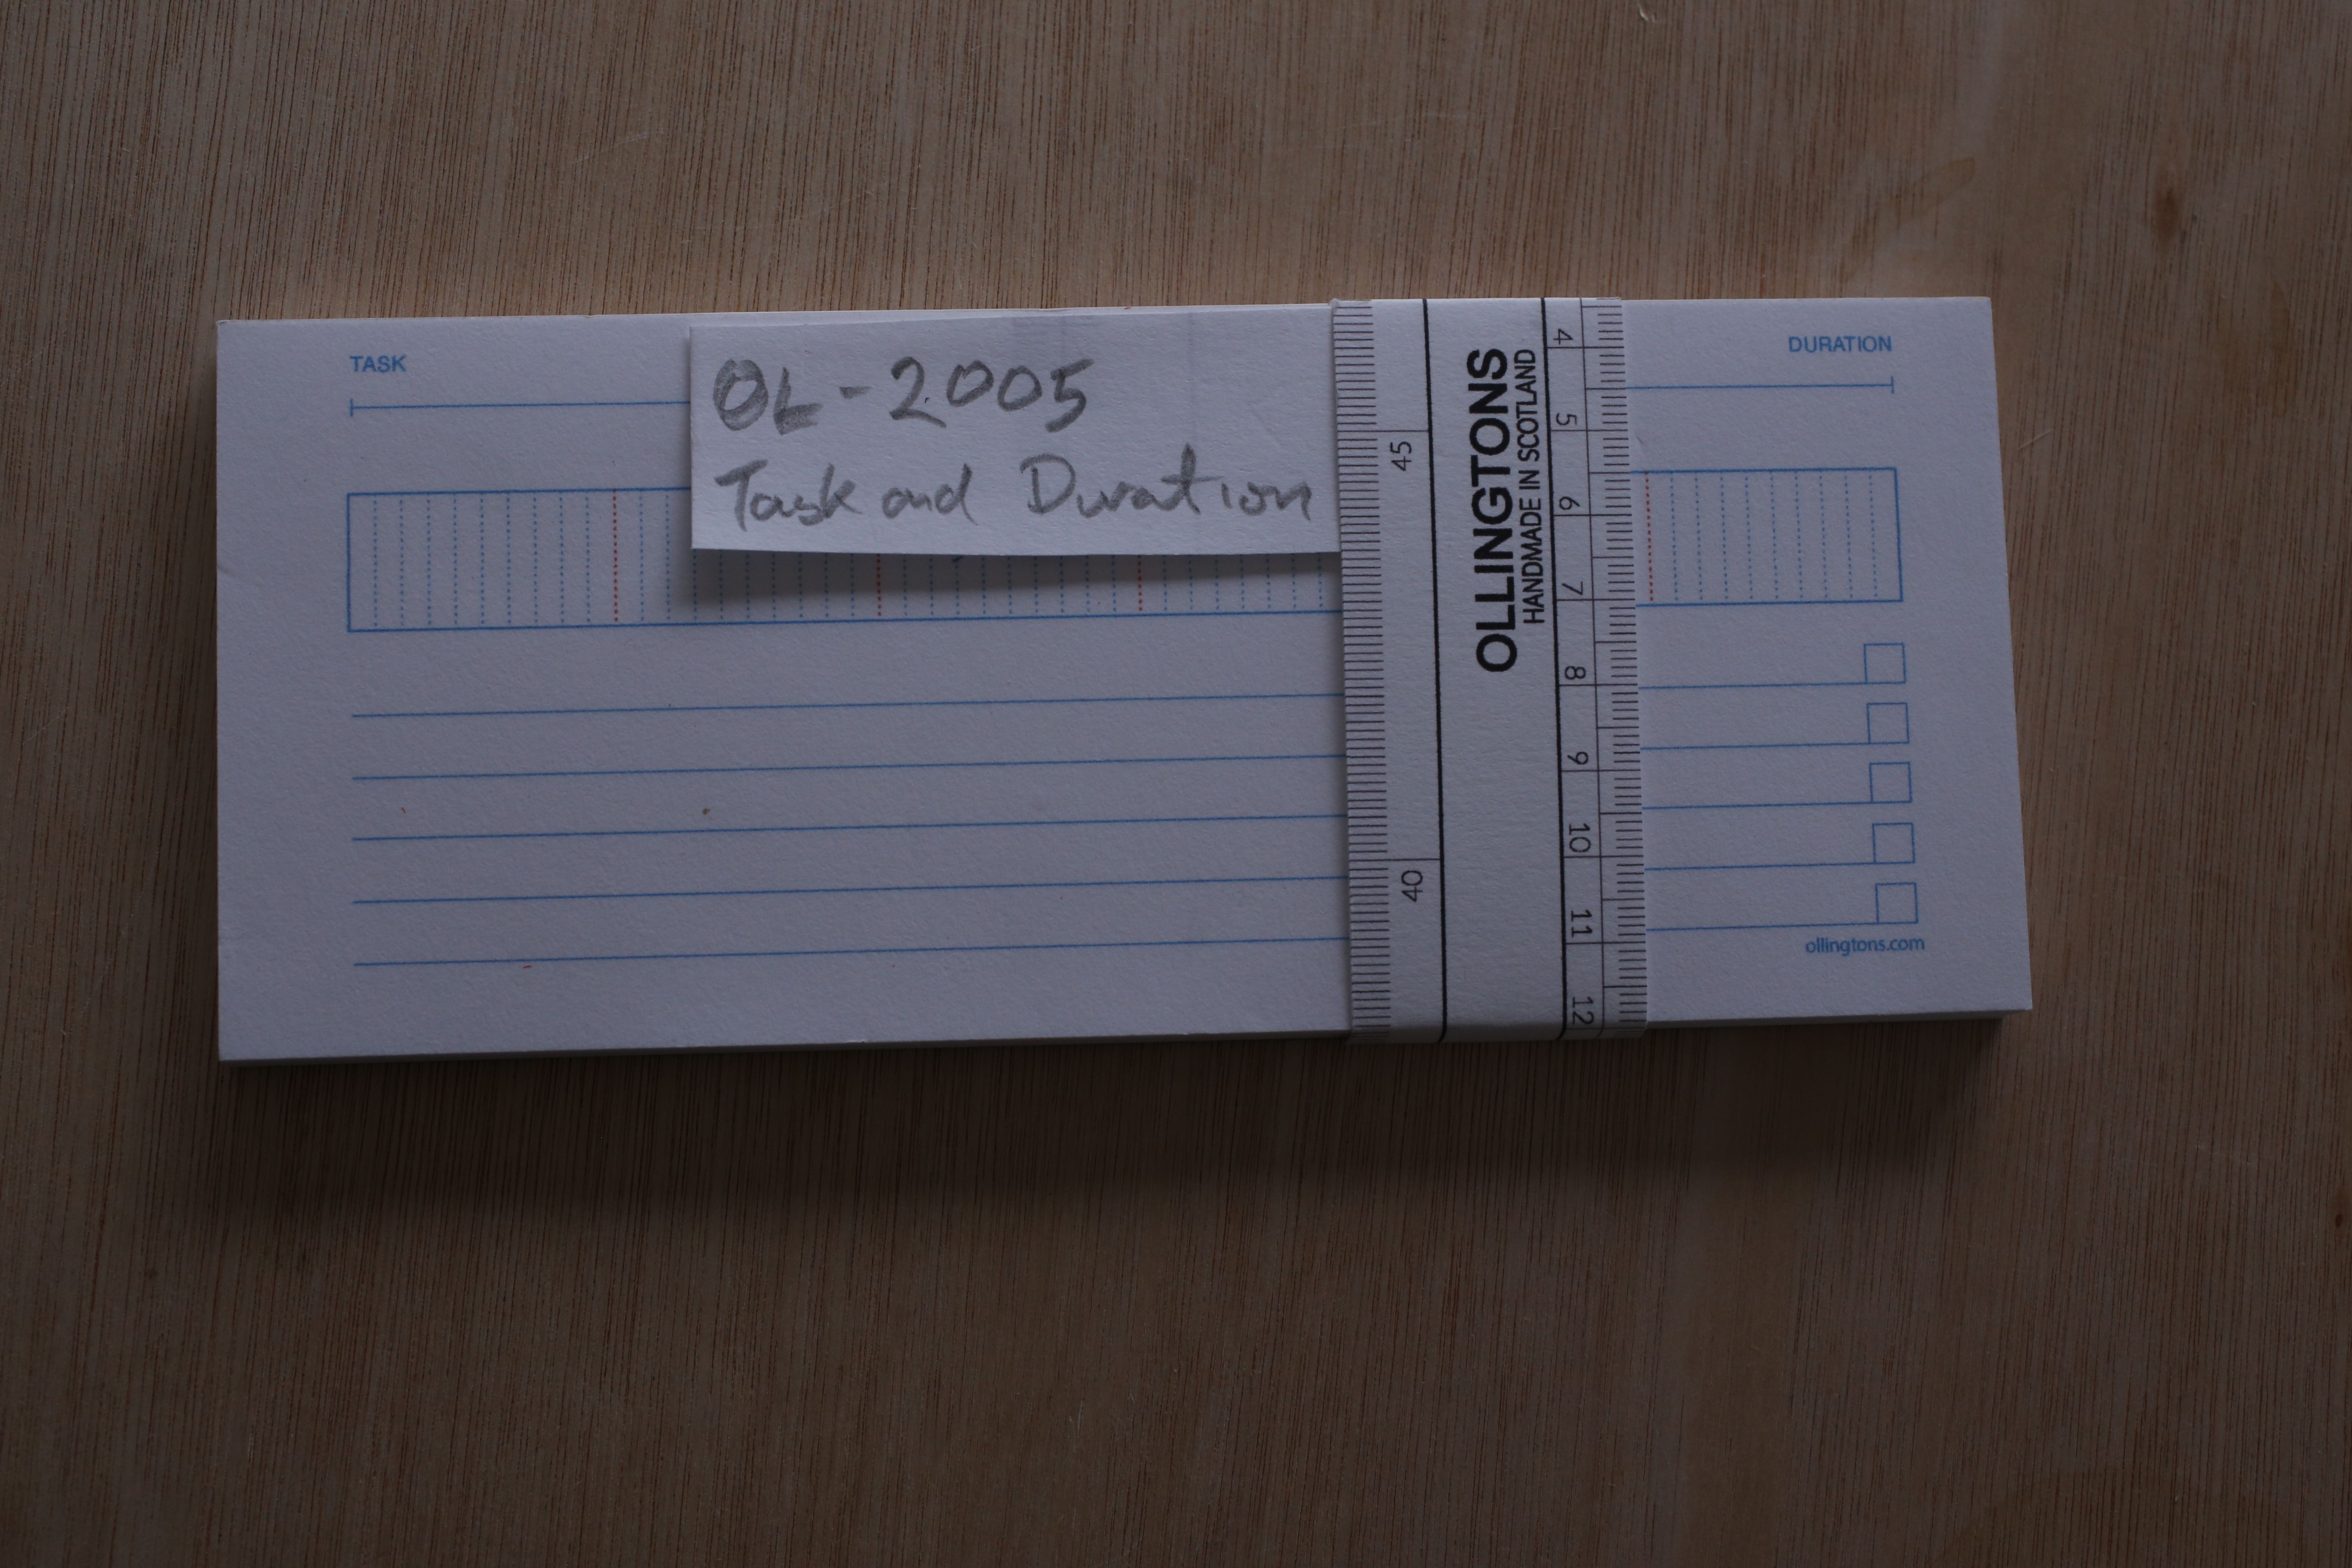 TASK
DURATION
OL-2005
Task and Duration
45
40
OLLINGTONS
HANDMADE IN SCOTLAND
4
5
6
7
8
9
10
11
12
ollingtons.com